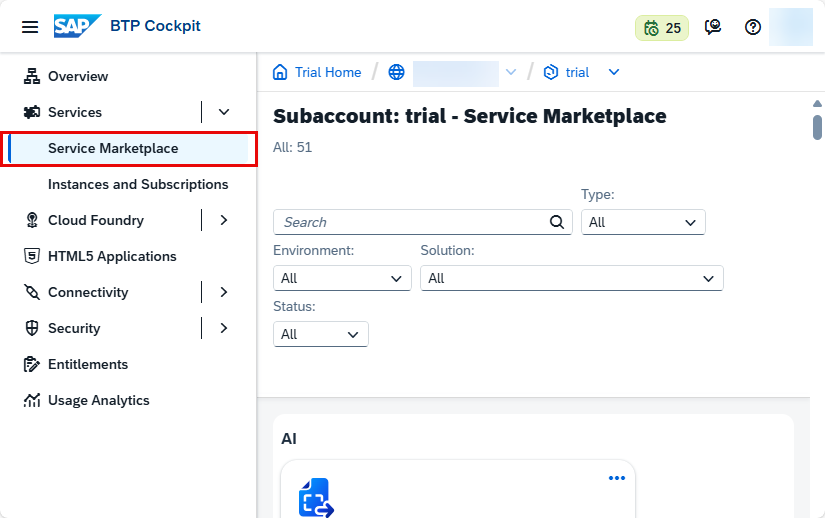 SAP BTP Cockpit 25
Overview
Services
Service Marketplace
Instances and Subscriptions
Cloud Foundry
HTML5 Applications
Connectivity
Security
Entitlements
Usage Analytics
Trial Home / / trial
Subaccount: trial - Service Marketplace
All: 51
Type:
Search All
Environment: Solution:
All All
Status:
All
AI